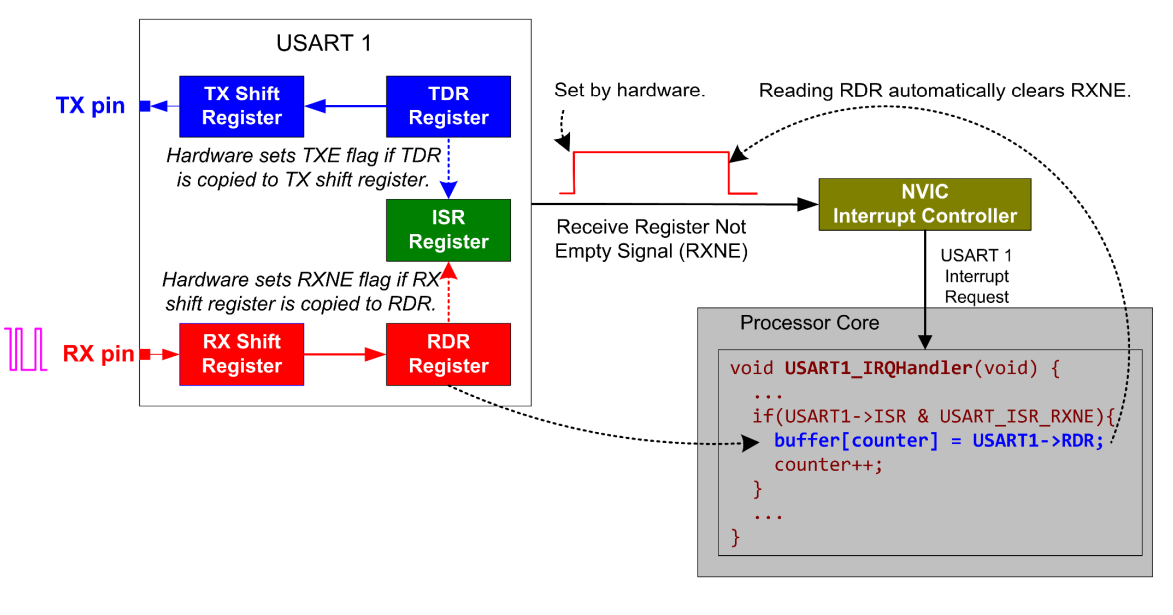 USART 1
TX pin
TX Shift
Register
TDR
Register
Hardware sets TXE flag if TDR
is copied to TX shift register.
ISR
Register
Hardware sets RXNE flag if RX
shift register is copied to RDR.
RX pin
RX Shift
Register
RDR
Register
Set by hardware.
Reading RDR automatically clears RXNE.
Receive Register Not
Empty Signal (RXNE)
NVIC
Interrupt Controller
USART 1
Interrupt
Request
Processor Core
void USART1_IRQHandler(void) {
...
if(USART1->ISR & USART_ISR_RXNE){
buffer[counter] = USART1->RDR;
counter++;
}
...
}